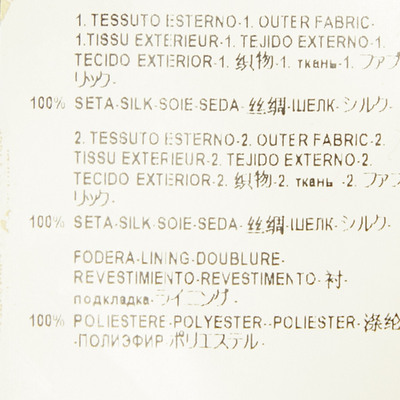 1. TESSUTO ESTERNO-1. OUTER FABRIC-
1.TISSU EXTERIEUR-1. TEJIDO EXTERNO-1.
TECIDO EXTERIOR-1. 织物-1. ткань-1. ファブ
リック-
100% SETA-SILK-SOIE-SEDA-丝绸-ШЕЛК-シルク-
2. TESSUTO ESTERNO-2. OUTER FABRIC-2.
TISSU EXTERIEUR-2. TEJIDO EXTERNO-2.
TECIDO EXTERIOR-2. 织物-2. ткань -2. ファブ
リック-
100% SETA-SILK-SOIE-SEDA-丝绸-ШЕЛК-シルク-
FODERA-LINING-DOUBLURE-
REVESTIMIENTO-REVESTIMENTO-衬-
подкладка-ライニング-
100% POLIESTERE-POLYESTER--POLIESTER-涤纶
-ПОЛИЭФИР-ポリエステル-